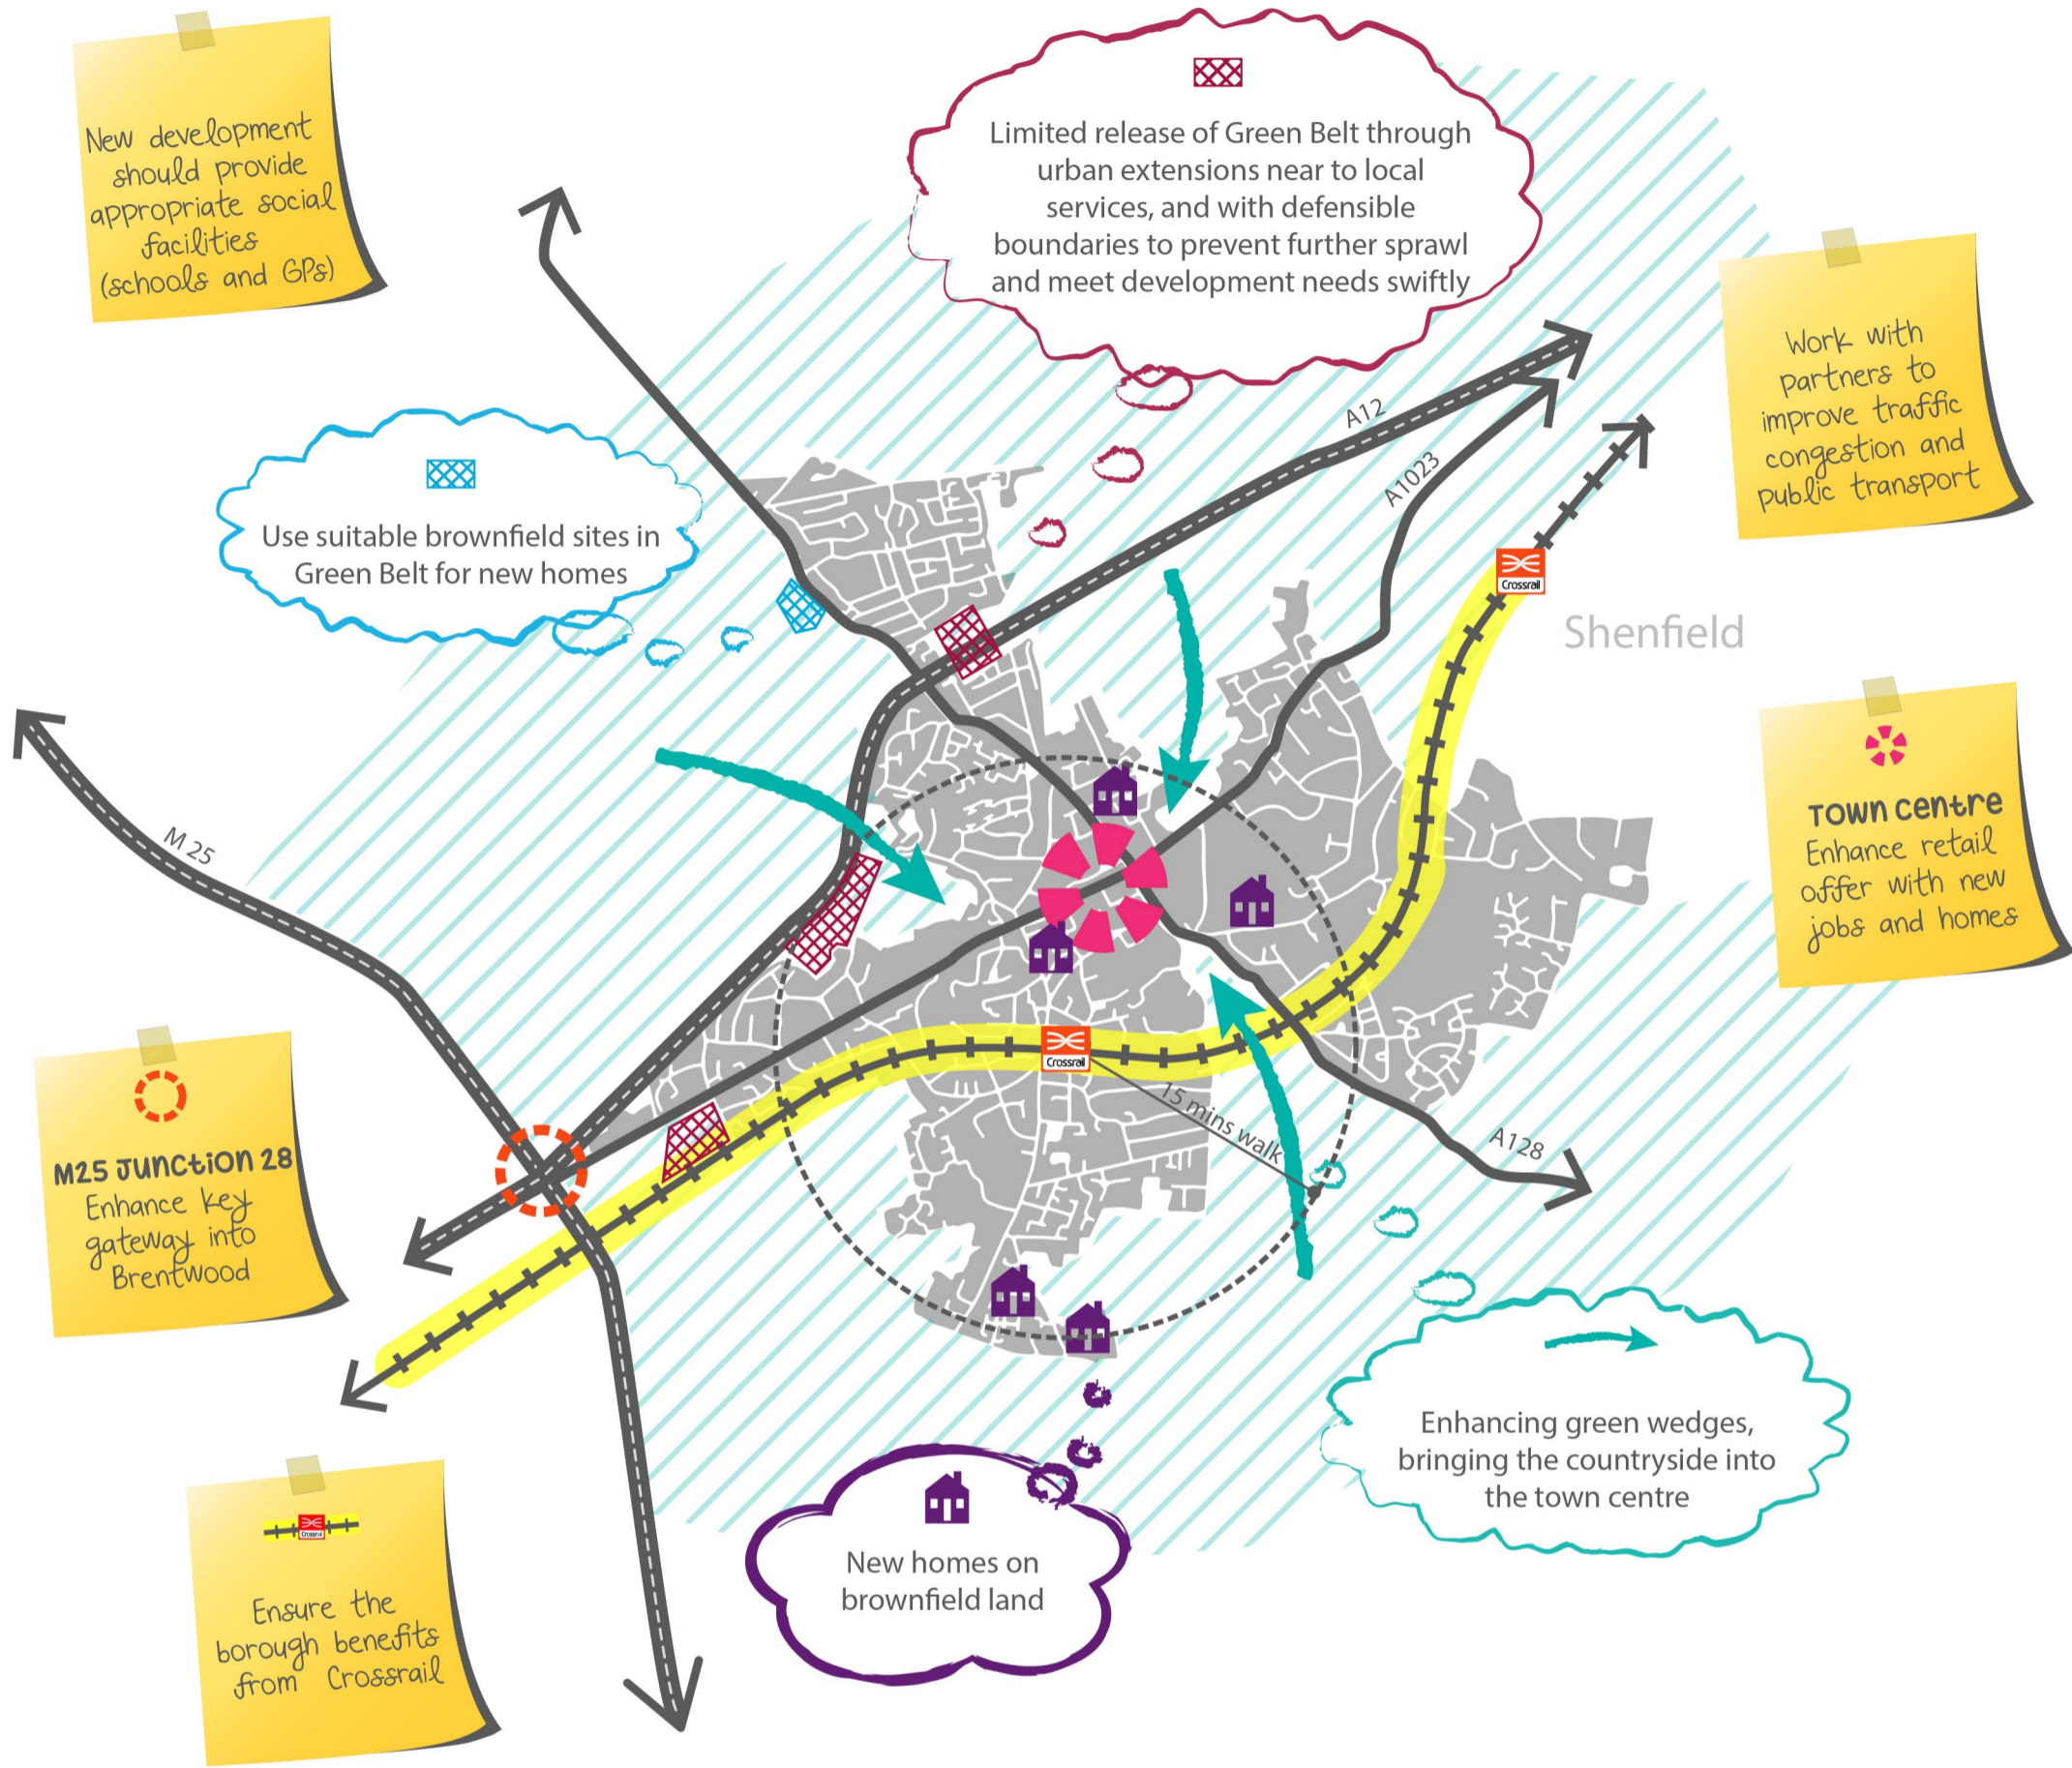 New development
should provide
appropriate social
facilities
(schools and GPs)
Limited release of Green Belt through
urban extensions near to local
services, and with defensible
boundaries to prevent further sprawl
and meet development needs swiftly
Work with
partners to
improve traffic
congestion and
public transport
Use suitable brownfield sites in
Green Belt for new homes
A12
A1023
Crossrail
Shenfield
M 25
Town centre
Enhance retail
offer with new
jobs and homes
Crossrail
15 mins walk
A128
M25 Junction 28
Enhance key
gateway into
Brentwood
Enhancing green wedges,
bringing the countryside into
the town centre
Crossrail
Ensure the
borough benefits
from Crossrail
New homes on
brownfield land